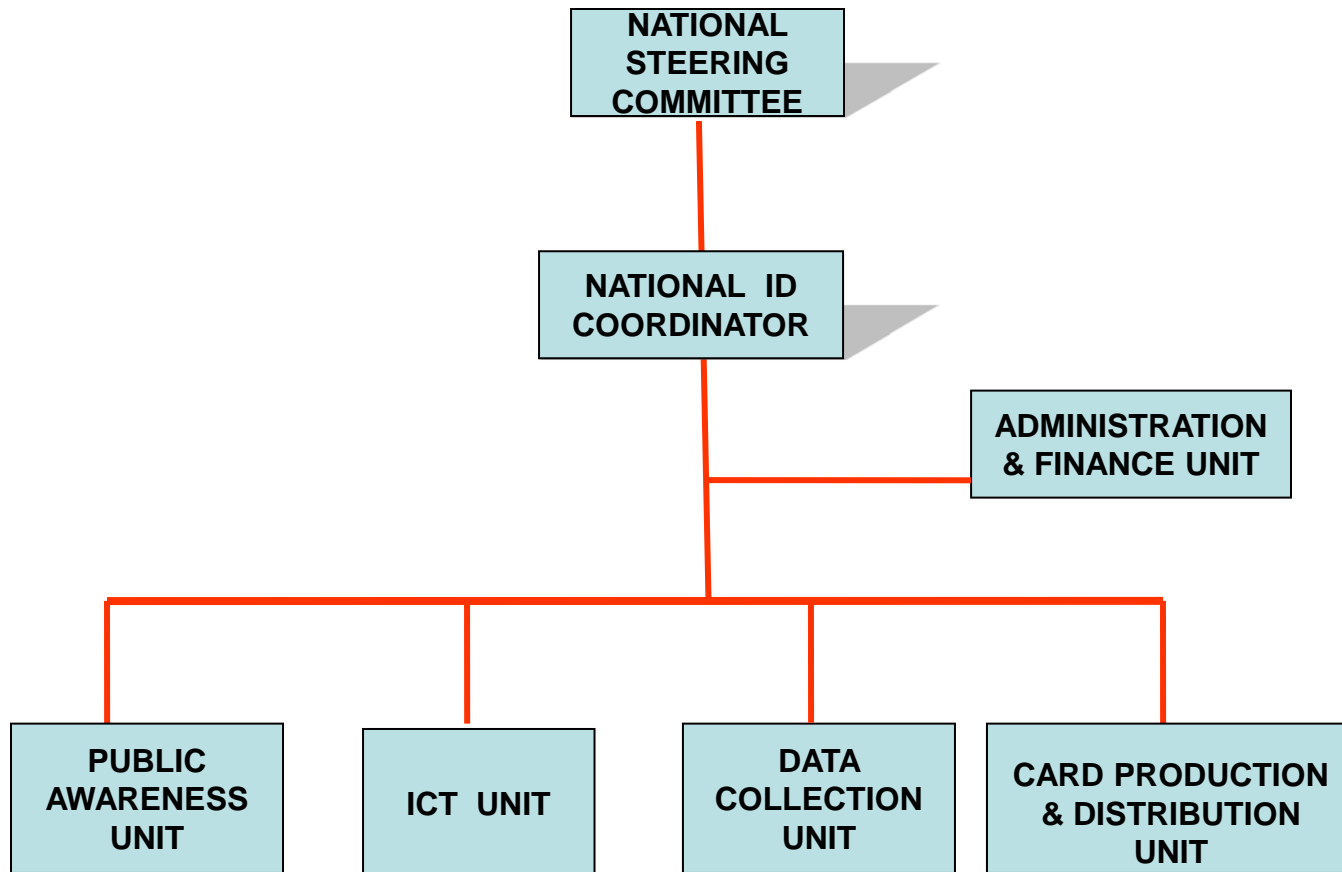 NATIONAL
STEERING
COMMITTEE
NATIONAL  ID
COORDINATOR
ADMINISTRATION
& FINANCE UNIT
PUBLIC
AWARENESS
UNIT
ICT  UNIT
DATA
COLLECTION
UNIT
CARD PRODUCTION
& DISTRIBUTION
UNIT